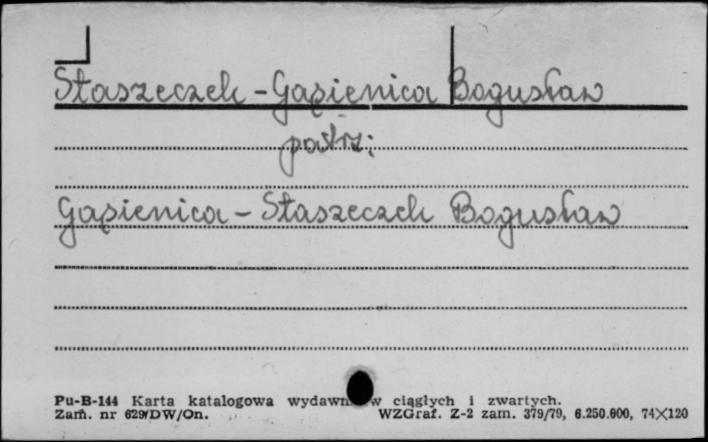 Staszeczek-Gąsienica Bogusław
patrz:
Gąsienica-Staszeczek Bogusław
Pu-B-144 Karta katalogowa wydawn w ciągłych i zwartych.
Zam. nr 629/DW/On. WZGraf. Z-2 zam. 379/79, 6.250.000, 74X120